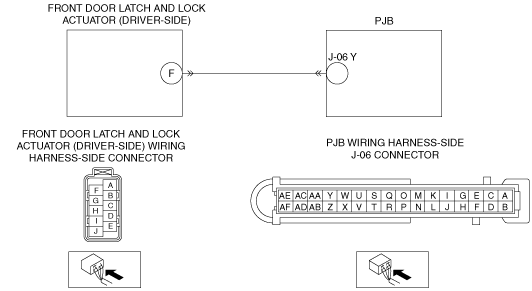 FRONT DOOR LATCH AND LOCK
ACTUATOR (DRIVER-SIDE)
PJB
F
J-06 Y
FRONT DOOR LATCH AND LOCK
ACTUATOR (DRIVER-SIDE) WIRING
HARNESS-SIDE CONNECTOR
PJB WIRING HARNESS-SIDE
J-06 CONNECTOR
F A
G B
H C
I D
J E
AE AC AA Y W U S Q O M K I G E C A
AF AD AB Z X V T R P N L J H F D B